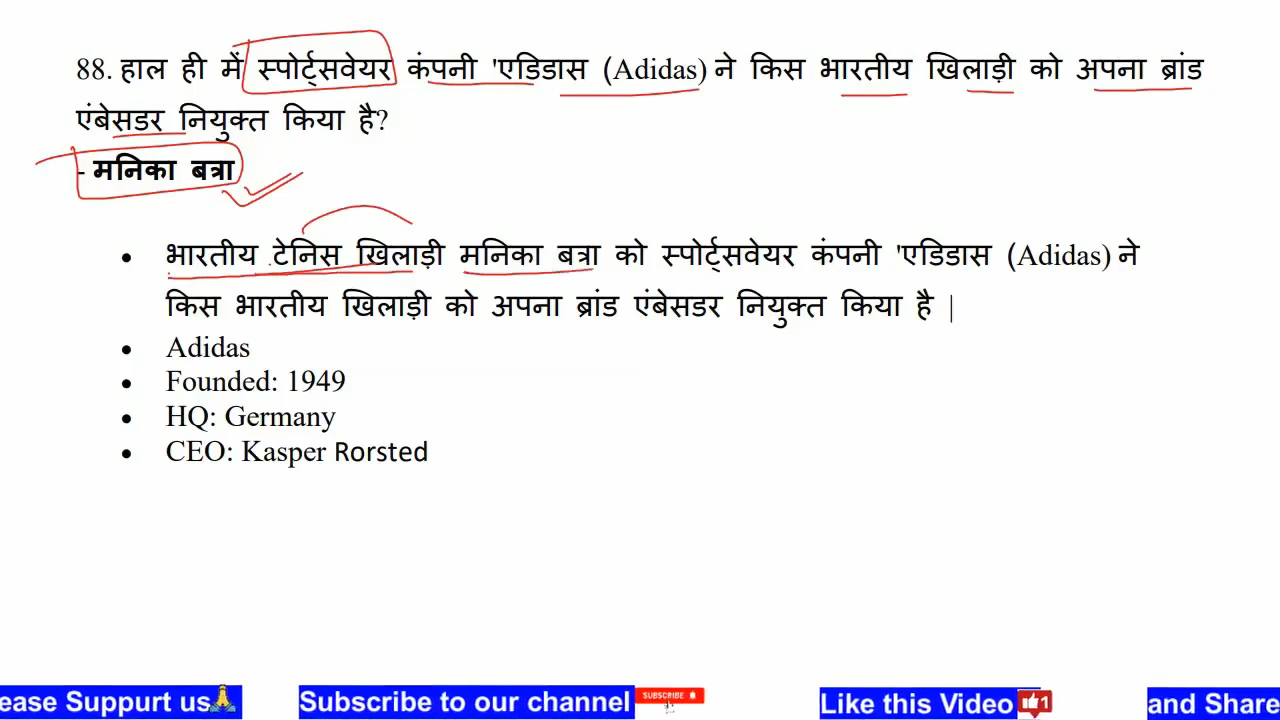 88. हाल ही में स्पोर्ट्सवेयर कंपनी 'एडिडास (Adidas) ने किस भारतीय खिलाड़ी को अपना ब्रांड
एंबेसडर नियुक्त किया है?
- मनिका बत्रा
• भारतीय टेनिस खिलाड़ी मनिका बत्रा को स्पोर्ट्सवेयर कंपनी 'एडिडास (Adidas) ने
किस भारतीय खिलाड़ी को अपना ब्रांड एंबेसडर नियुक्त किया है |
• Adidas
• Founded: 1949
• HQ: Germany
• CEO: Kasper Rorsted
ease Suppurt us🙏 Subscribe to our channel SUBSCRIBE Like this Video 👍1 and Share